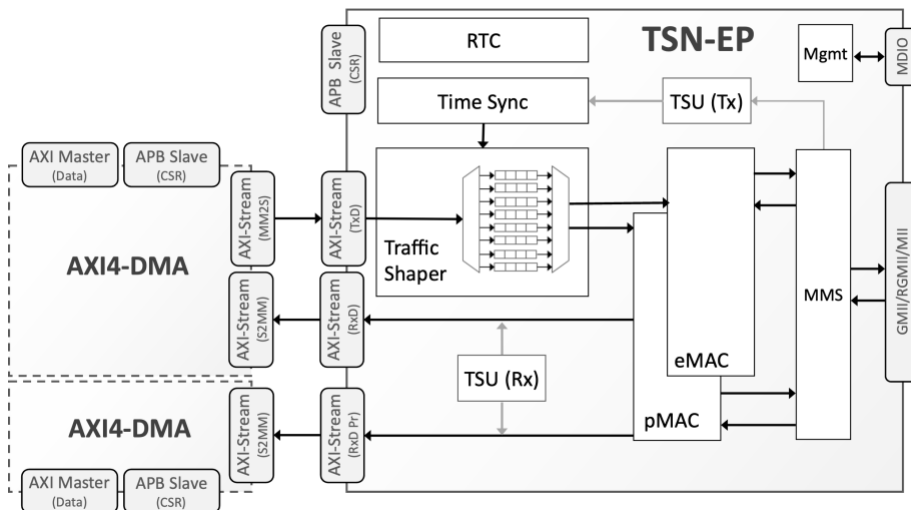 RTC
TSN-EP
Mgmt
MDIO
APB Slave
(CSR)
Time Sync
TSU (Tx)
AXI Master
(Data)
APB Slave
(CSR)
AXI-Stream
(MM2S)
AXI-Stream
(TxD)
Traffic
Shaper
AXI4-DMA
AXI-Stream
(S2MM)
AXI-Stream
(RxD)
MMS
GMII/RGMII/MII
eMAC
TSU (Rx)
pMAC
AXI4-DMA
AXI-Stream
(S2MM)
AXI-Stream
(RxD Pr)
AXI Master
(Data)
APB Slave
(CSR)